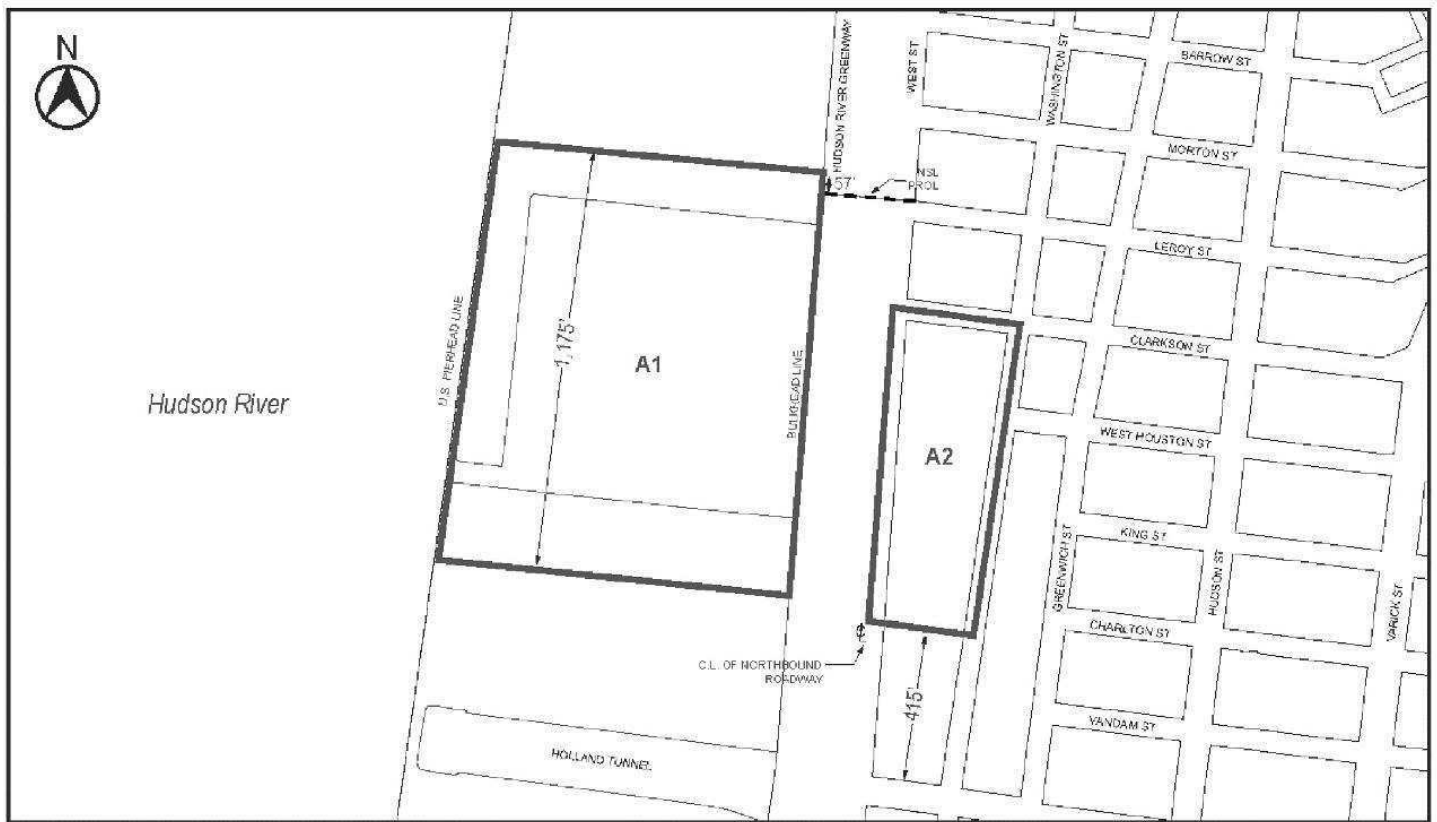 N
HUDSON RIVER GREENWAY
WEST ST
WASHINGTON ST
BARROW ST
MORTON ST
57'
NSL
PROL
LEROY ST
U.S. PIERHEAD LINE
1,175'
A1
BULKHEAD LINE
CLARKSON ST
Hudson River
A2
WEST HOUSTON ST
KING ST
GREENWICH ST
HUDSON ST
VARICK ST
CHARLTON ST
C.L. OF NORTHBOUND
ROADWAY
415'
VANDAM ST
HOLLAND TUNNEL